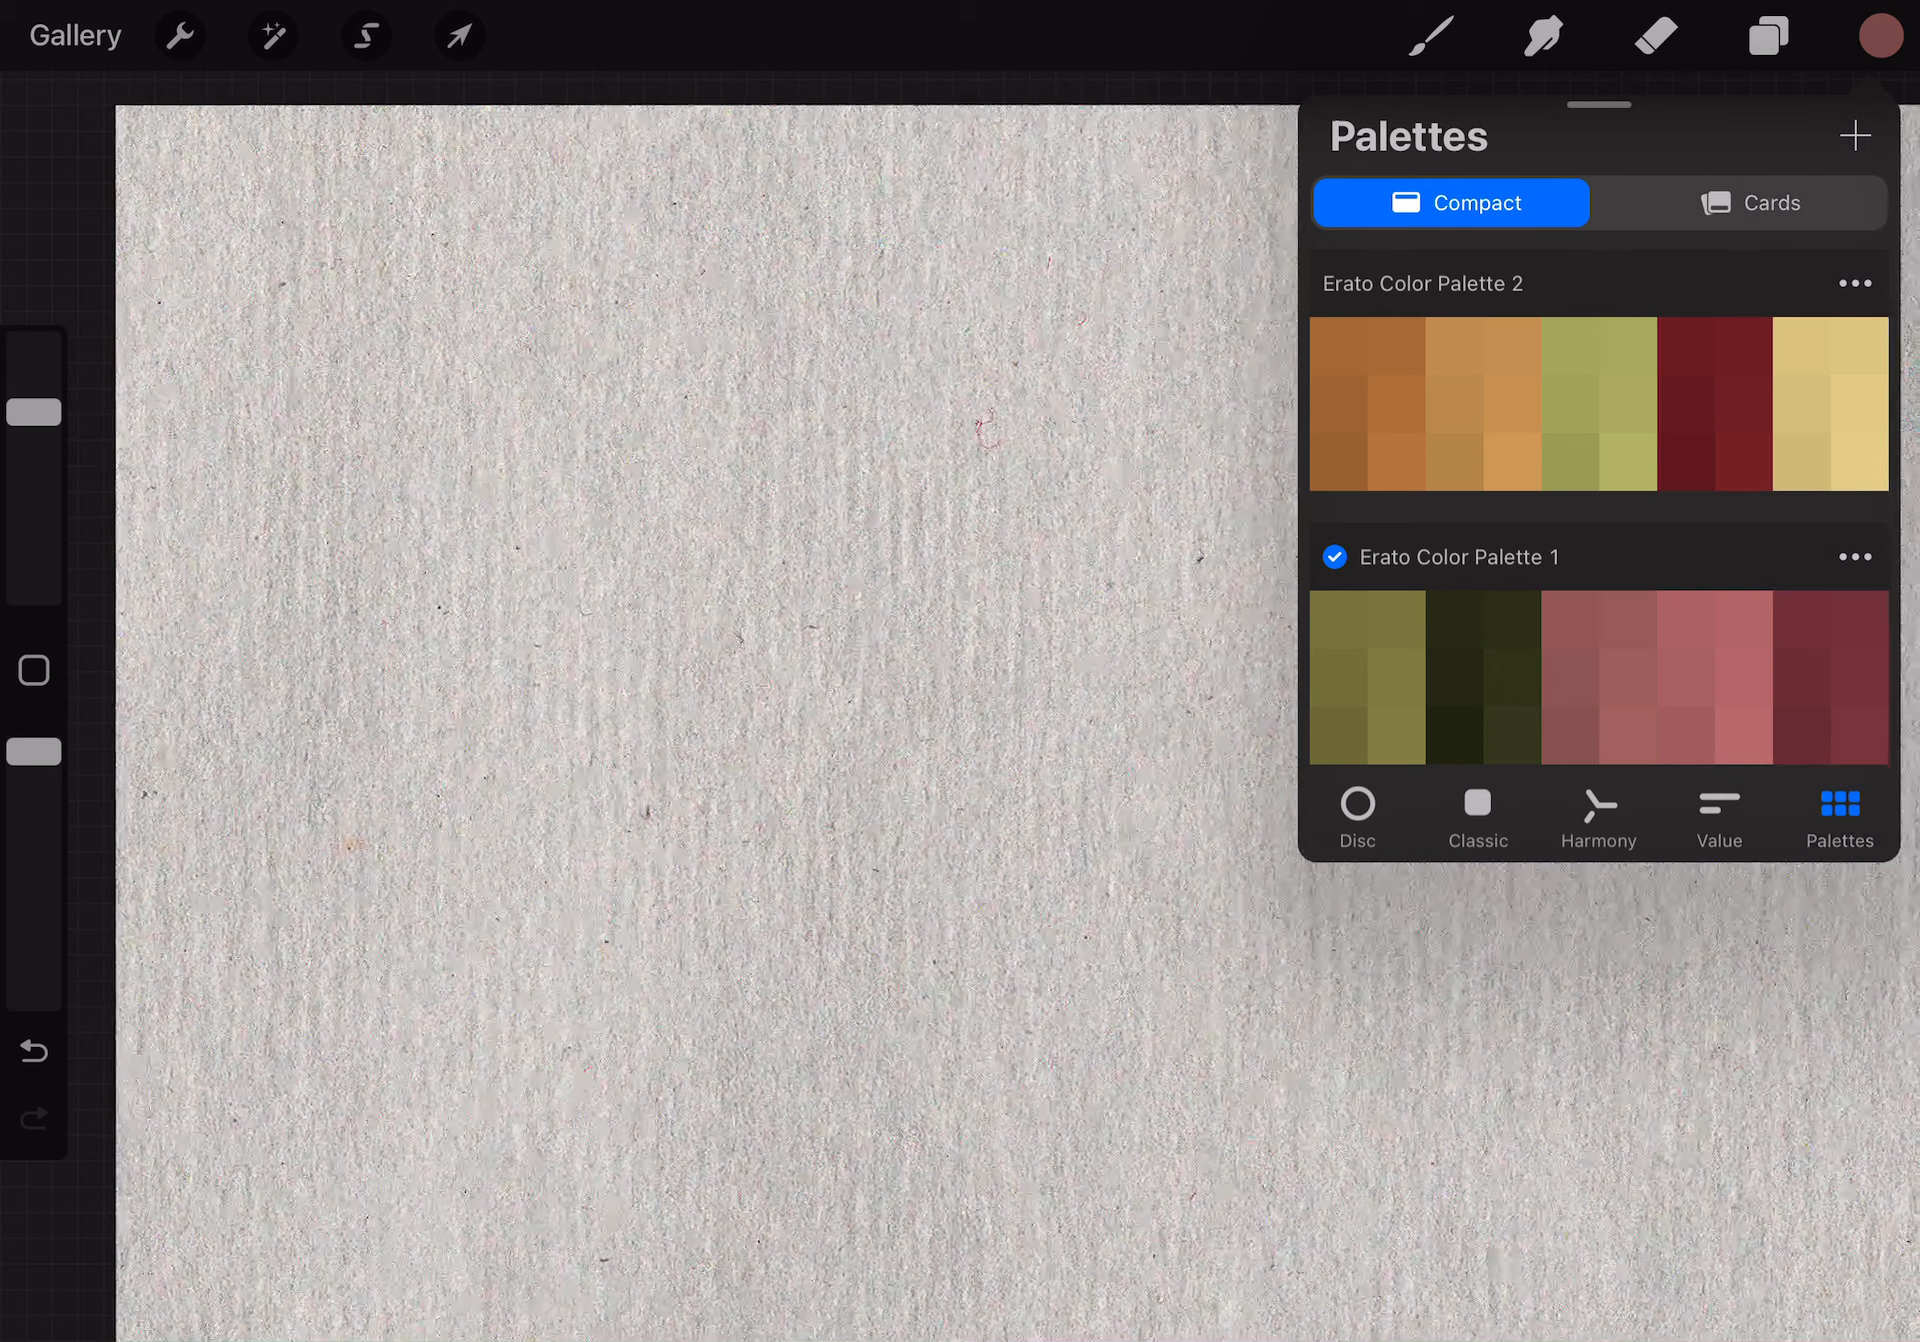 Gallery
Palettes
Compact
Cards
Erato Color Palette 2
Erato Color Palette 1
Disc
Classic
Harmony
Value
Palettes